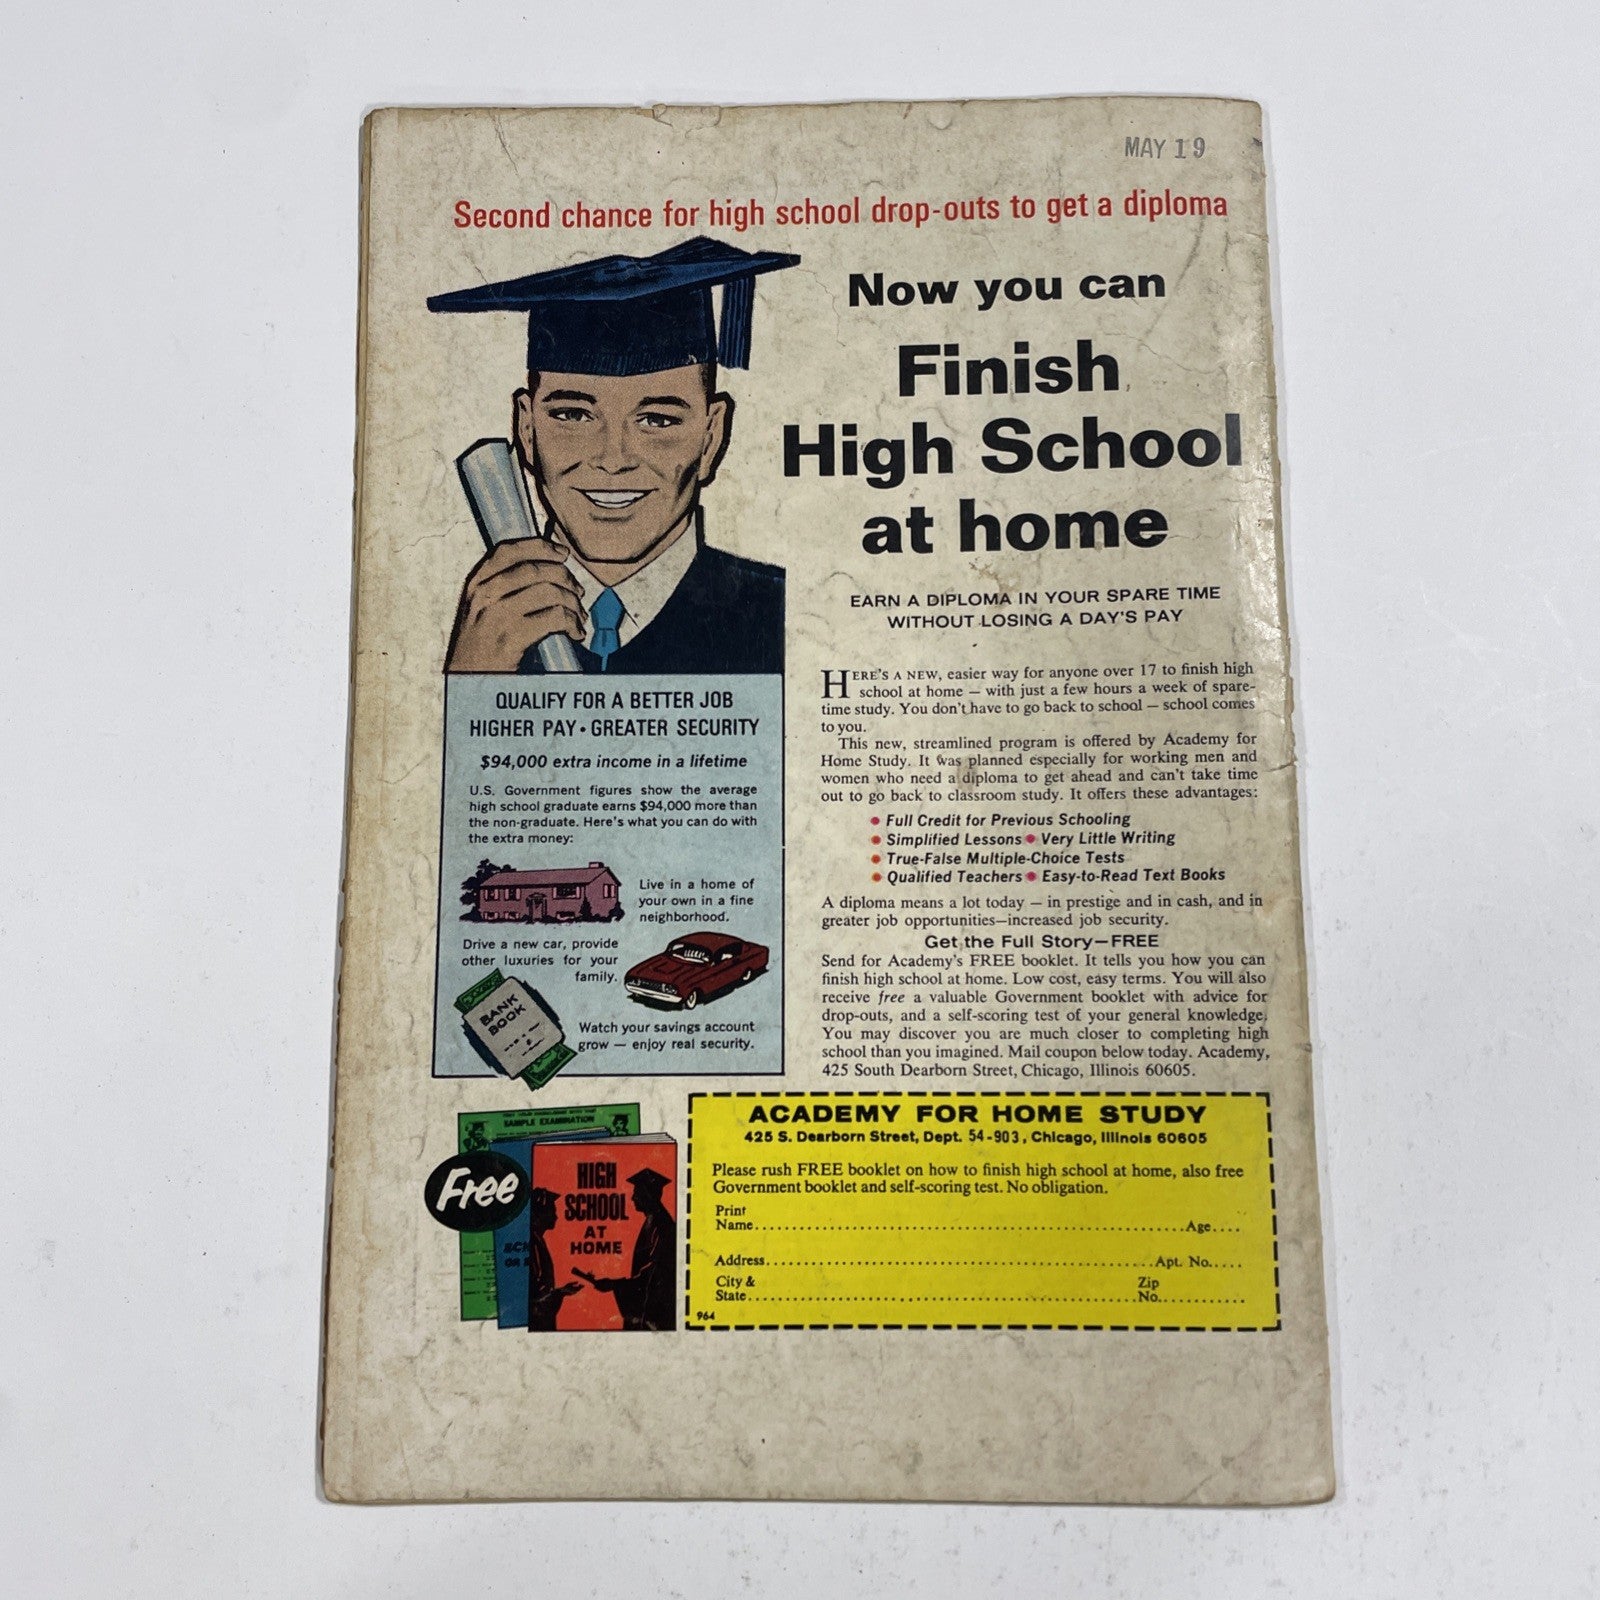 MAY 19
Second chance for high school drop-outs to get a diploma
Now you can
Finish
High School
at home
EARN A DIPLOMA IN YOUR SPARE TIME
WITHOUT LOSING A DAY'S PAY
HERE'S A NEW, easier way for anyone over 17 to finish high
school at home — with just a few hours a week of spare-
time study. You don't have to go back to school — school comes
to you.
This new, streamlined program is offered by Academy for
Home Study. It was planned especially for working men and
women who need a diploma to get ahead and can't take time
out to go back to classroom study. It offers these advantages:
• Full Credit for Previous Schooling
• Simplified Lessons • Very Little Writing
• True-False Multiple-Choice Tests
• Qualified Teachers • Easy-to-Read Text Books
A diploma means a lot today — in prestige and in cash, and in
greater job opportunities—increased job security.
Get the Full Story—FREE
Send for Academy's FREE booklet. It tells you how you can
finish high school at home. Low cost, easy terms. You will also
receive free a valuable Government booklet with advice for
drop-outs, and a self-scoring test of your general knowledge.
You may discover you are much closer to completing high
school than you imagined. Mail coupon below today. Academy,
425 South Dearborn Street, Chicago, Illinois 60605.
QUALIFY FOR A BETTER JOB
HIGHER PAY • GREATER SECURITY
$94,000 extra income in a lifetime
U.S. Government figures show the average
high school graduate earns $94,000 more than
the non-graduate. Here's what you can do with
the extra money:
Live in a home of
your own in a fine
neighborhood.
Drive a new car, provide
other luxuries for your
family.
BANK
BOOK
Watch your savings account
grow — enjoy real security.
SAMPLE EXAMINATION
Free
HIGH
SCHOOL
AT
HOME
ACADEMY FOR HOME STUDY
425 S. Dearborn Street, Dept. 54-903, Chicago, Illinois 60605
Please rush FREE booklet on how to finish high school at home, also free
Government booklet and self-scoring test. No obligation.
Print
Name Age
Address Apt. No.
City & Zip
State No.
964